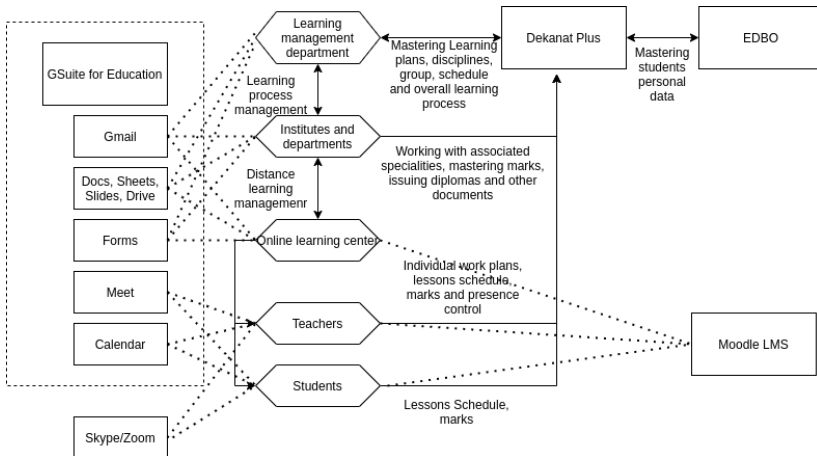 Learning
management
department
Dekanat Plus
EDBO
GSuite for Education
Mastering Learning
plans, disciplines,
group, schedule
and overall learning
process
Mastering
students
personal
data
Learning
process
management
Gmail
Institutes and
departments
Working with associated
specialities, mastering marks,
issuing diplomas and other
documents
Docs, Sheets,
Slides, Drive
Distance
learning
managemenr
Forms
Online learning center
Individual work plans,
lessons schedule,
marks and presence
control
Meet
Teachers
Calendar
Moodle LMS
Students
Lessons Schedule,
marks
Skype/Zoom